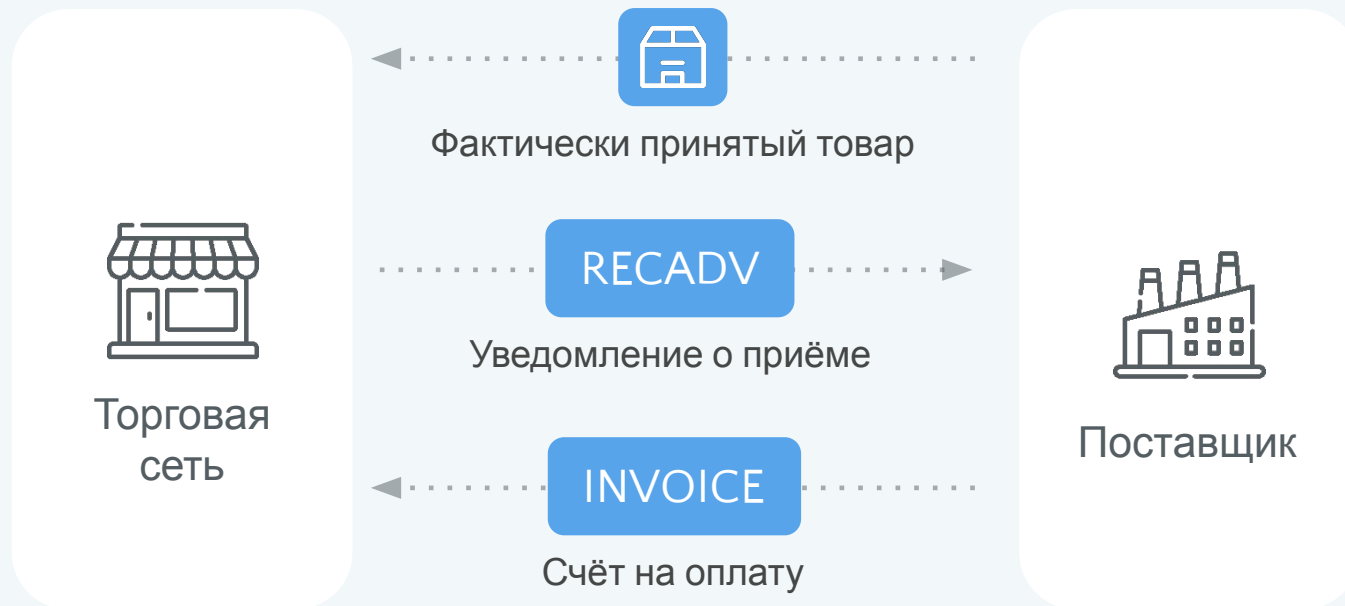 Фактически принятый товар
RECADV
Уведомление о приёме
Торговая
сеть
Поставщик
INVOICE
Счёт на оплату